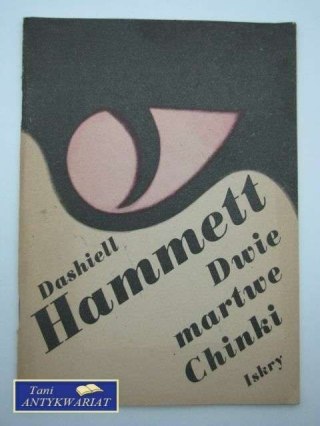 Dashiell
Hammett
Dwie
martwe
Chinki
Iskry
Tani
ANTYKWARIAT